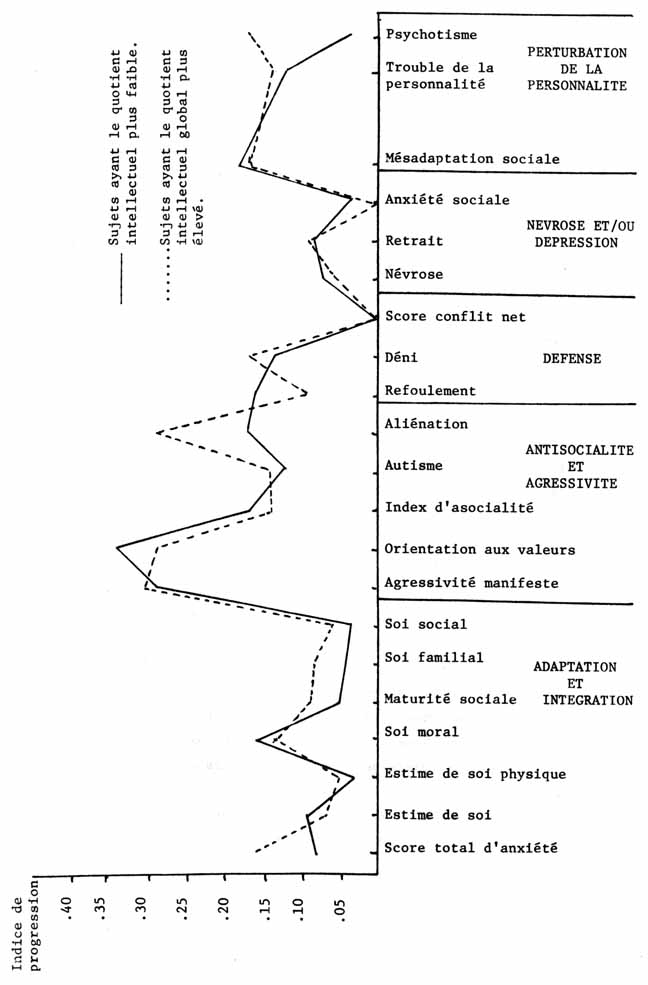 Sujets ayant le quotient
intellectuel plus faible.
.......Sujets ayant le quotient
intellectuel global plus
élevé.
Psychotisme
Trouble de la
personnalité
Mésadaptation sociale
PERTURBATION
DE LA
PERSONNALITE
Anxiété sociale
Retrait
Névrose
NEVROSE ET/OU
DEPRESSION
Score conflit net
Déni
Refoulement
DEFENSE
Aliénation
Autisme
Index d'asocialité
Orientation aux valeurs
Agressivité manifeste
ANTISOCIALITE
ET
AGRESSIVITE
Soi social
Soi familial
Maturité sociale
Soi moral
Estime de soi physique
Estime de soi
Score total d'anxiété
ADAPTATION
ET
INTEGRATION
Indice de
progression
.40
.35
.30
.25
.20
.15
.10
.05